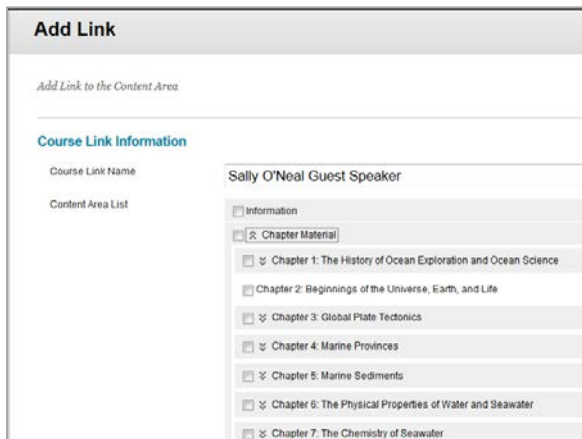 Add Link
Add Link to the Content Area
Course Link Information
Course Link Name
Sally O'Neal Guest Speaker
Content Area List
Information
Chapter Material
Chapter 1: The History of Ocean Exploration and Ocean Science
Chapter 2: Beginnings of the Universe, Earth, and Life
Chapter 3: Global Plate Tectonics
Chapter 4: Marine Provinces
Chapter 5: Marine Sediments
Chapter 6: The Physical Properties of Water and Seawater
Chapter 7: The Chemistry of Seawater